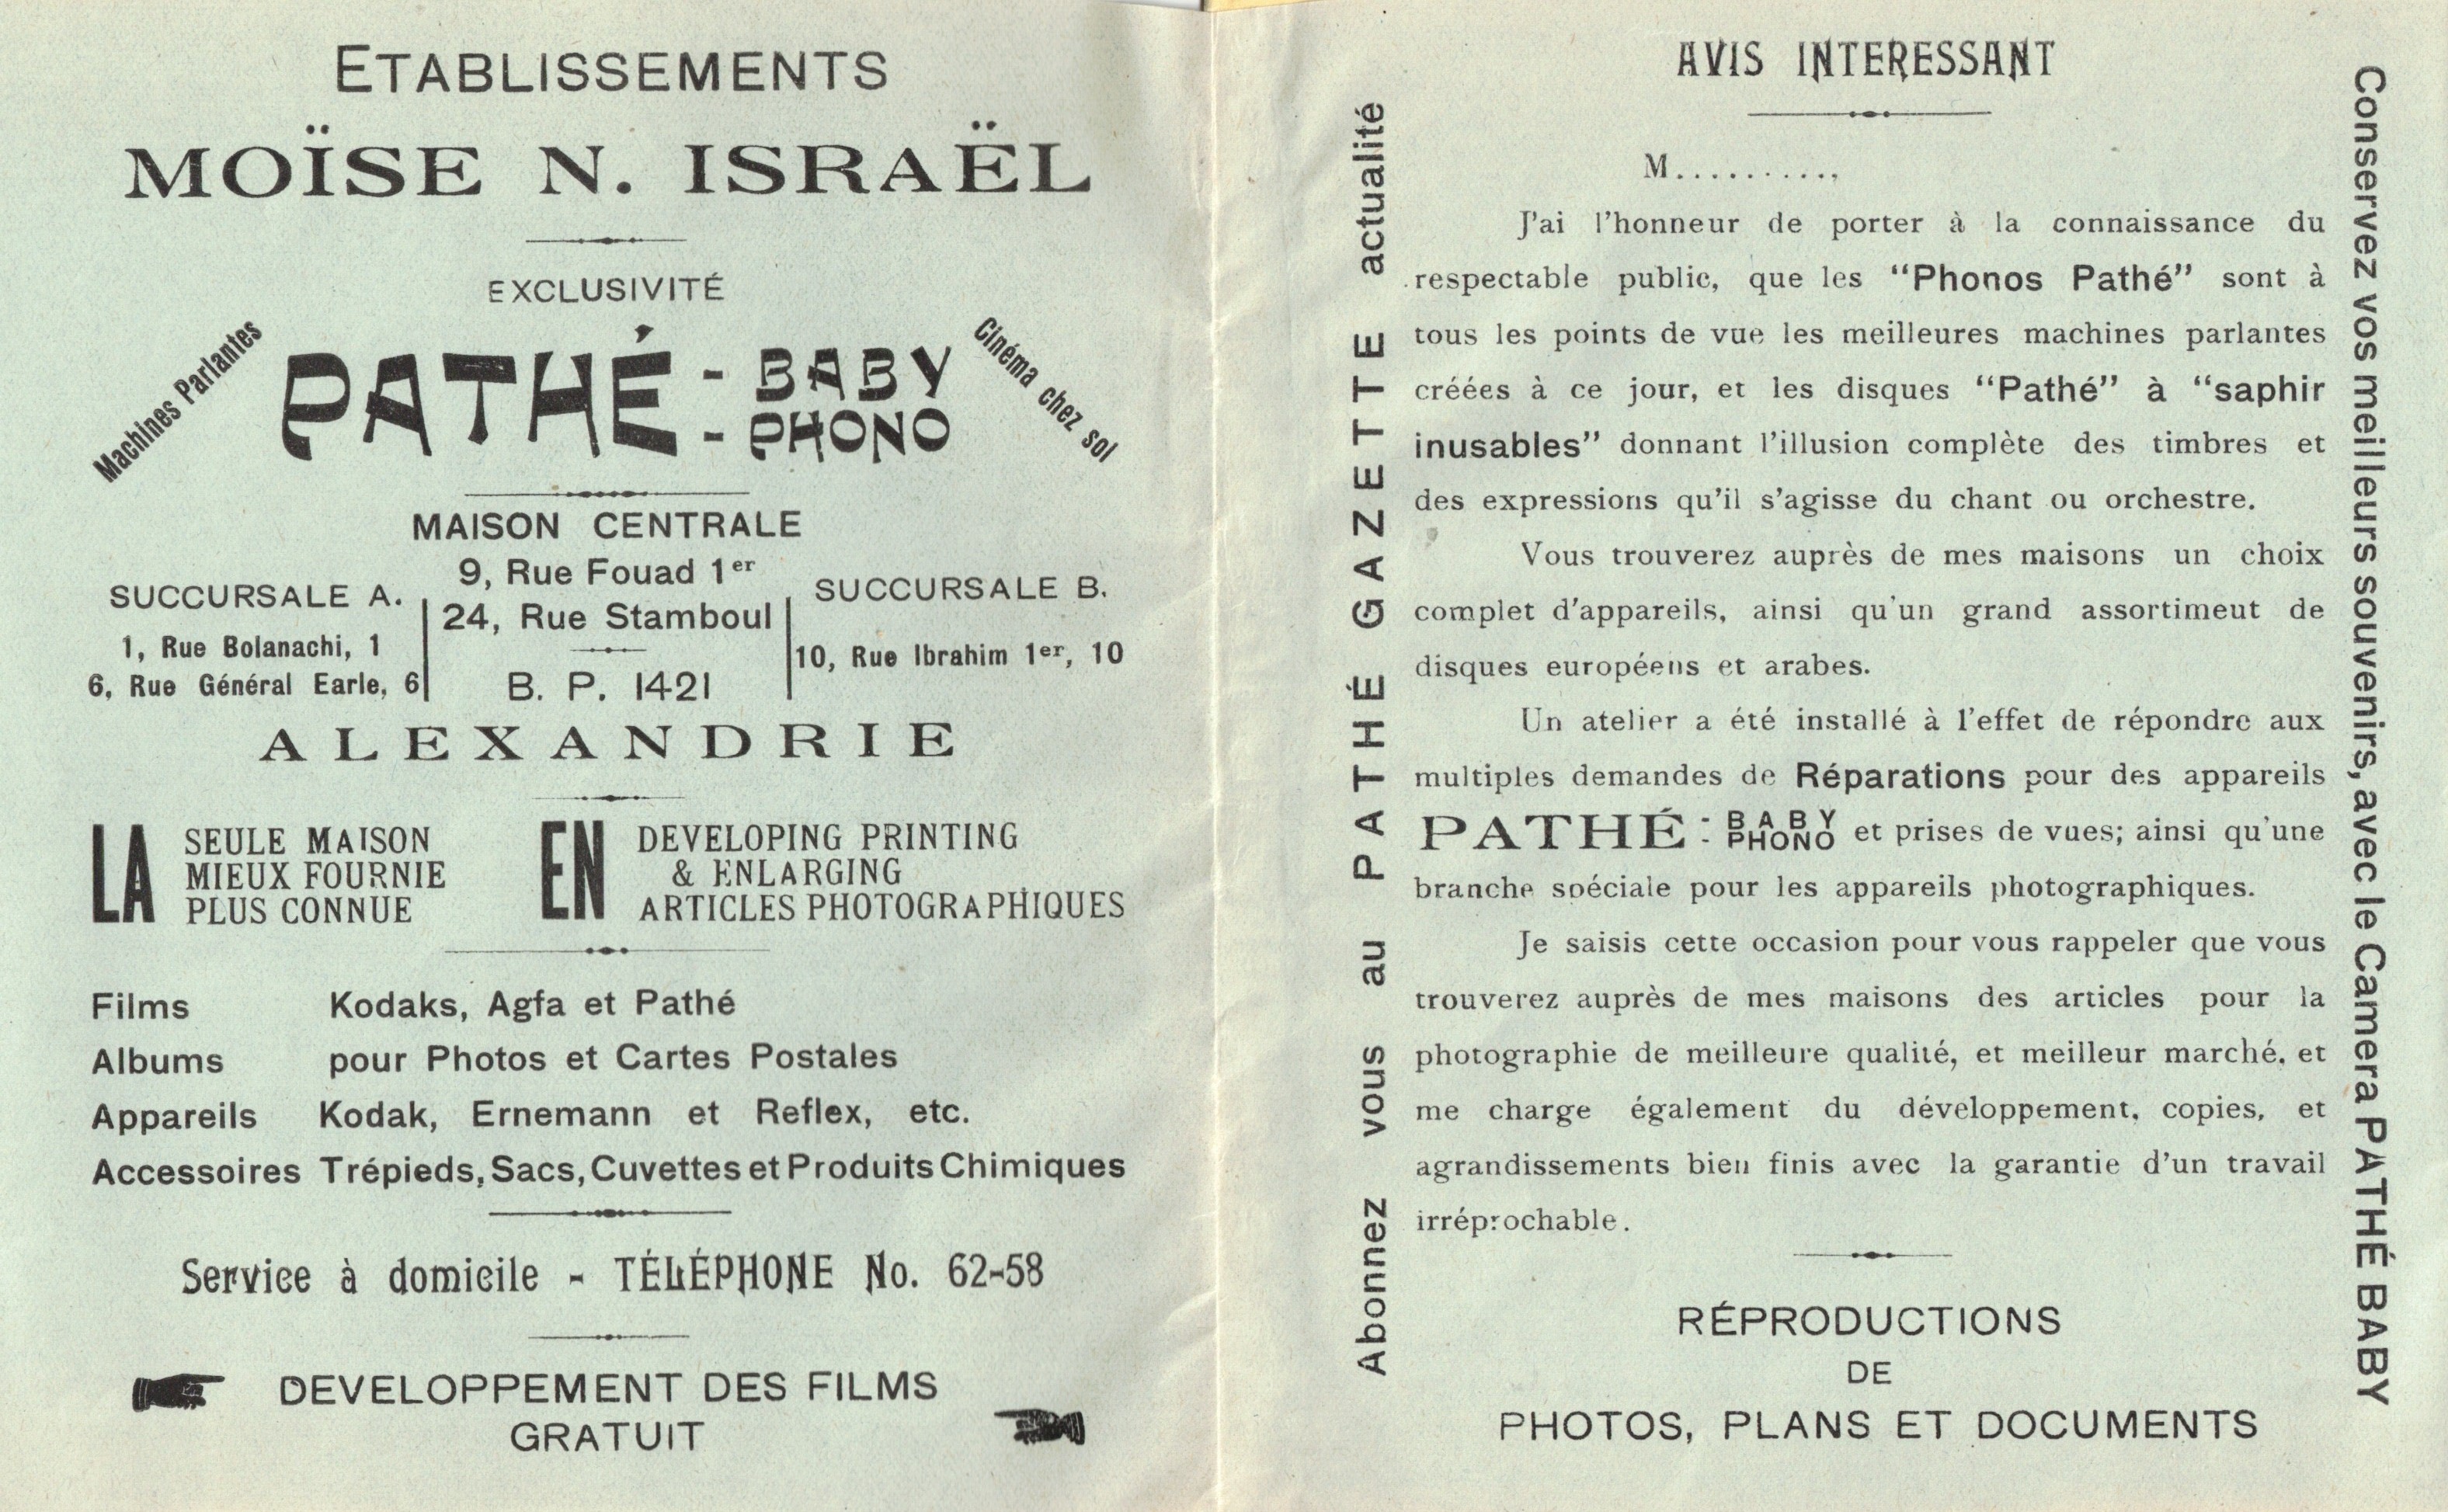 ETABLISSEMENTS
MOÏSE N. ISRAËL
EXCLUSIVITÉ
Machines Parlantes
PATHÉ - BABY
- PHONO
Cinéma chez soi
MAISON CENTRALE
9, Rue Fouad 1er
24, Rue Stamboul
B. P. 1421
SUCCURSALE A.
1, Rue Bolanachi, 1
6, Rue Général Earle, 6
SUCCURSALE B.
10, Rue Ibrahim 1er, 10
ALEXANDRIE
LA SEULE MAISON
MIEUX FOURNIE
PLUS CONNUE
EN DEVELOPING PRINTING
& ENLARGING
ARTICLES PHOTOGRAPHIQUES
Films Kodaks, Agfa et Pathé
Albums pour Photos et Cartes Postales
Appareils Kodak, Ernemann et Reflex, etc.
Accessoires Trépieds, Sacs, Cuvettes et Produits Chimiques
Service à domicile - TÉLÉPHONE No. 62-58
DEVELOPPEMENT DES FILMS
GRATUIT
Abonnez vous au PATHÉ GAZETTE actualité
AVIS INTERESSANT
M..........,
J'ai l'honneur de porter à la connaissance du
respectable public, que les "Phonos Pathé" sont à
tous les points de vue les meilleures machines parlantes
créées à ce jour, et les disques "Pathé" à "saphir
inusables" donnant l'illusion complète des timbres et
des expressions qu'il s'agisse du chant ou orchestre.
Vous trouverez auprès de mes maisons un choix
complet d'appareils, ainsi qu'un grand assortimeut de
disques européens et arabes.
Un atelier a été installé à l'effet de répondre aux
multiples demandes de Réparations pour des appareils
PATHÉ : BABY PHONO et prises de vues; ainsi qu'une
branche spéciale pour les appareils photographiques.
Je saisis cette occasion pour vous rappeler que vous
trouverez auprès de mes maisons des articles pour la
photographie de meilleure qualité, et meilleur marché, et
me charge également du développement, copies, et
agrandissements bien finis avec la garantie d'un travail
irréprochable.
RÉPRODUCTIONS
DE
PHOTOS, PLANS ET DOCUMENTS
Conservez vos meilleurs souvenirs, avec le Camera PATHÉ BABY